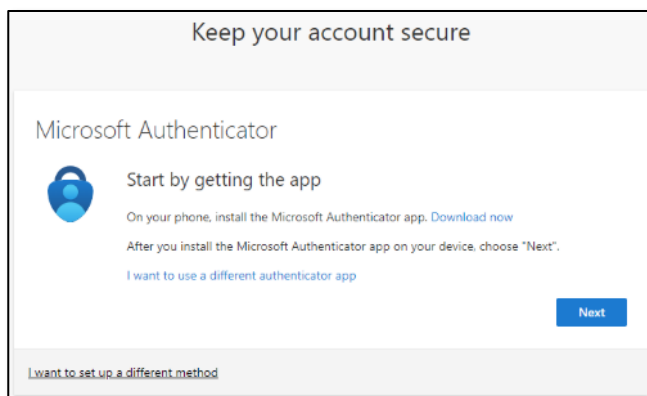 Keep your account secure
Microsoft Authenticator
Start by getting the app
On your phone, install the Microsoft Authenticator app. Download now
After you install the Microsoft Authenticator app on your device, choose "Next".
I want to use a different authenticator app
Next
I want to set up a different method